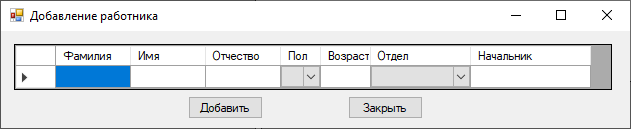 Добавление работника
Фамилия Имя Отчество Пол Возраст Отдел Начальник
Добавить Закрыть